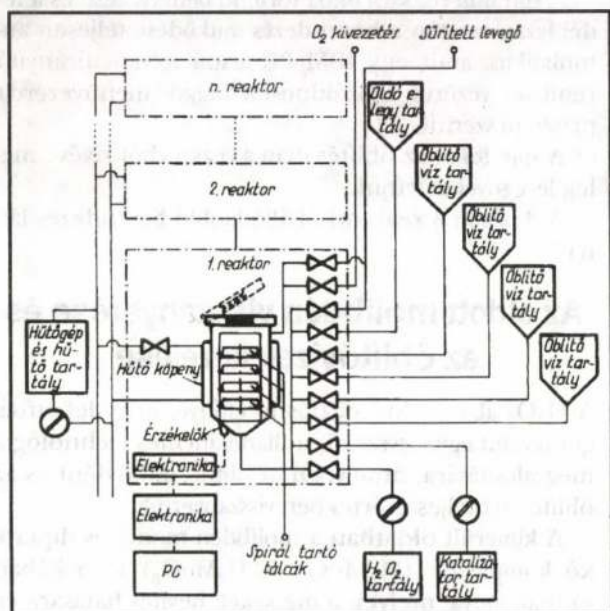 O₂ kivezetés
Sűrített levegő
n. reaktor
Oldó e-
legy tar-
tály
Öblítő
víz tar-
tály
2. reaktor
Öblítő
víz tar-
tály
1. reaktor
Öblítő
víz tar-
tály
Öblítő
víz tar-
tály
Hűtőgép
és hű-
tő tar-
tály
Hűtő köpeny
Érzékelők
Elektronika
Elektronika
PC
Spirál tartó
tálcák
H₂O₂
tartály
Katalizá-
tor tar-
tály